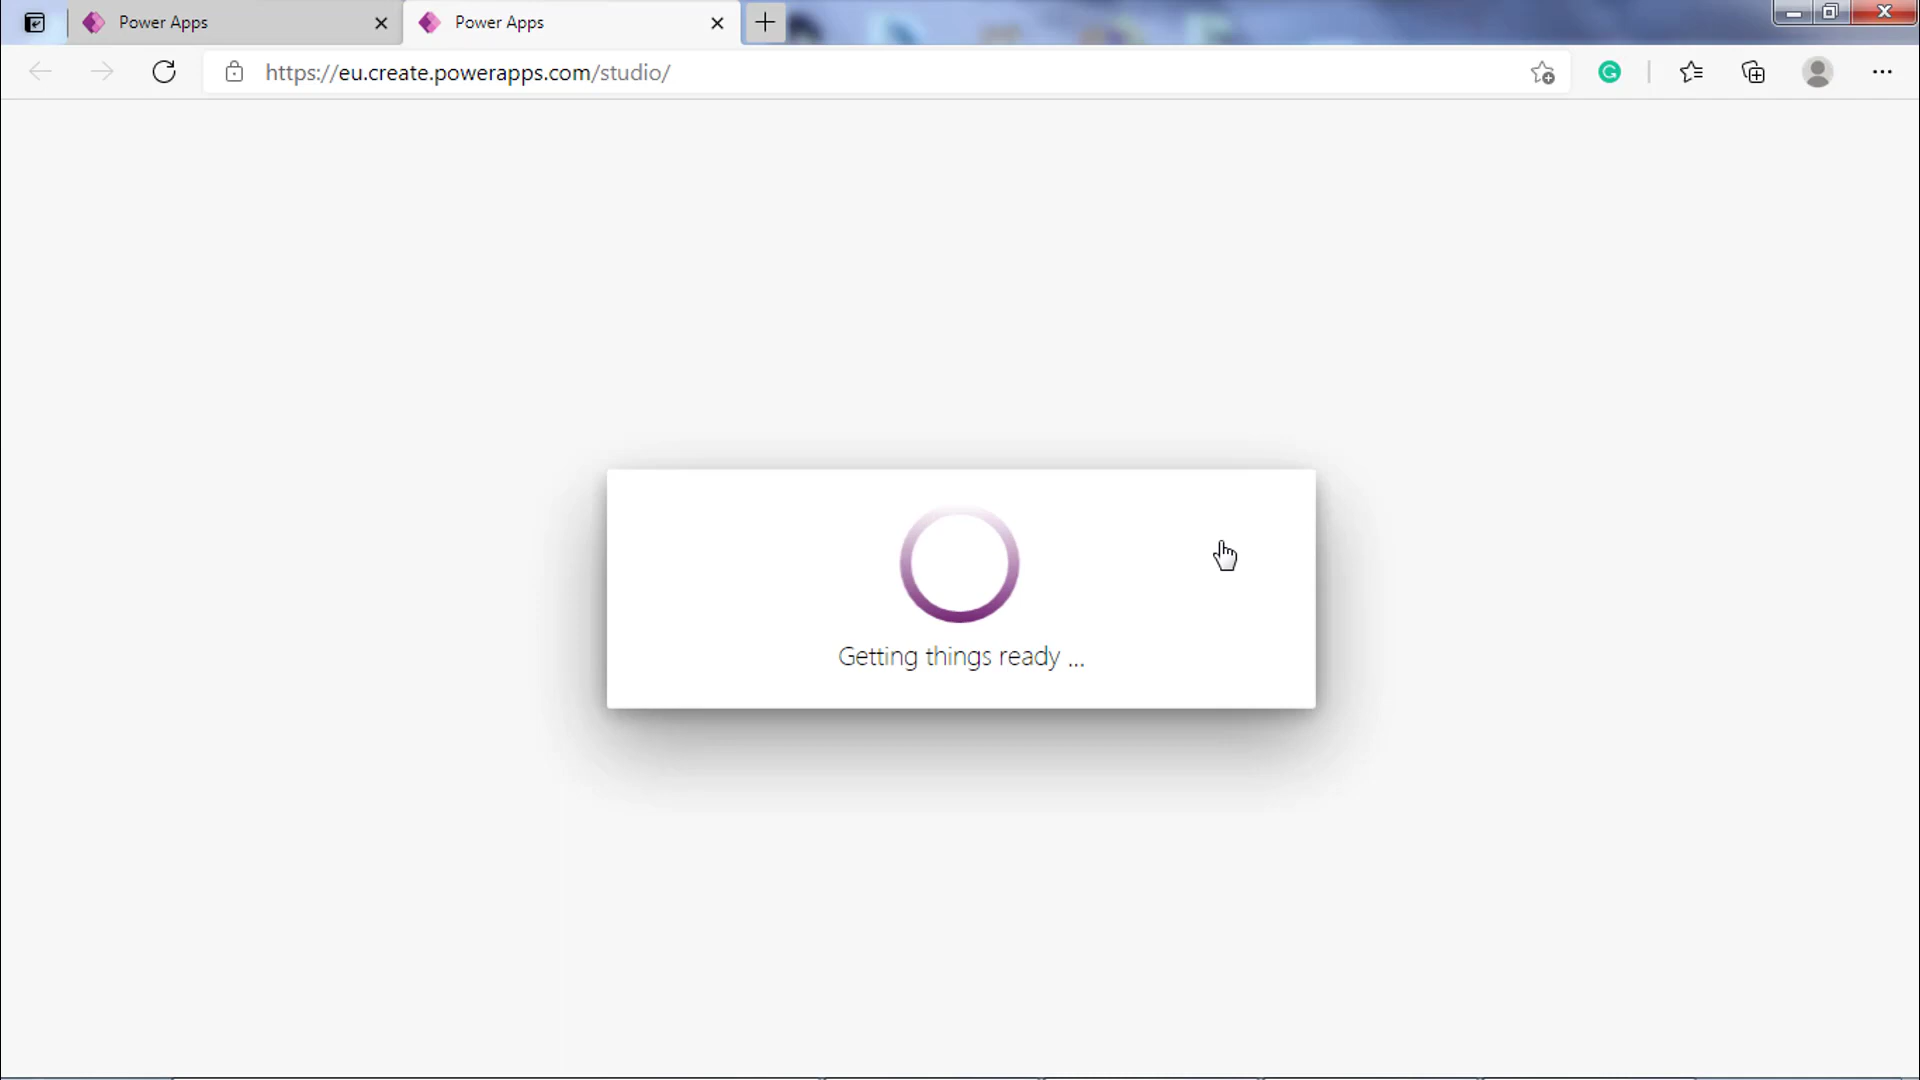 Power Apps
Power Apps
https://eu.create.powerapps.com/studio/
G
Getting things ready ...